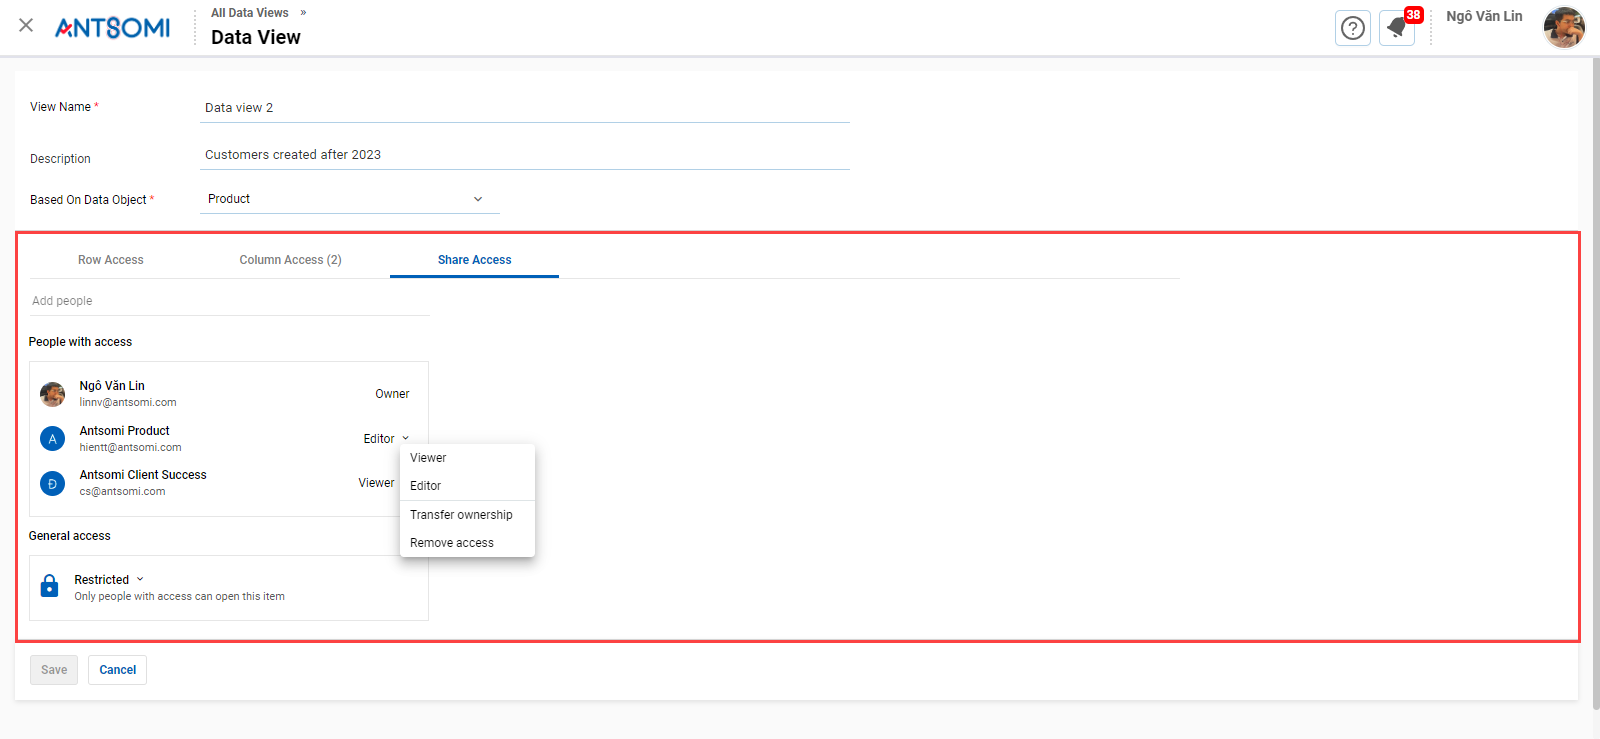 ANTSOMI
All Data Views »
Data View
38
Ngô Văn Lin
View Name *
Data view 2
Description
Customers created after 2023
Based On Data Object *
Product
Row Access
Column Access (2)
Share Access
Add people
People with access
Ngô Văn Lin
linnv@antsomi.com
Owner
A
Antsomi Product
hientt@antsomi.com
Editor
Đ
Antsomi Client Success
cs@antsomi.com
Viewer
Viewer
Editor
Transfer ownership
Remove access
General access
Restricted
Only people with access can open this item
Save
Cancel